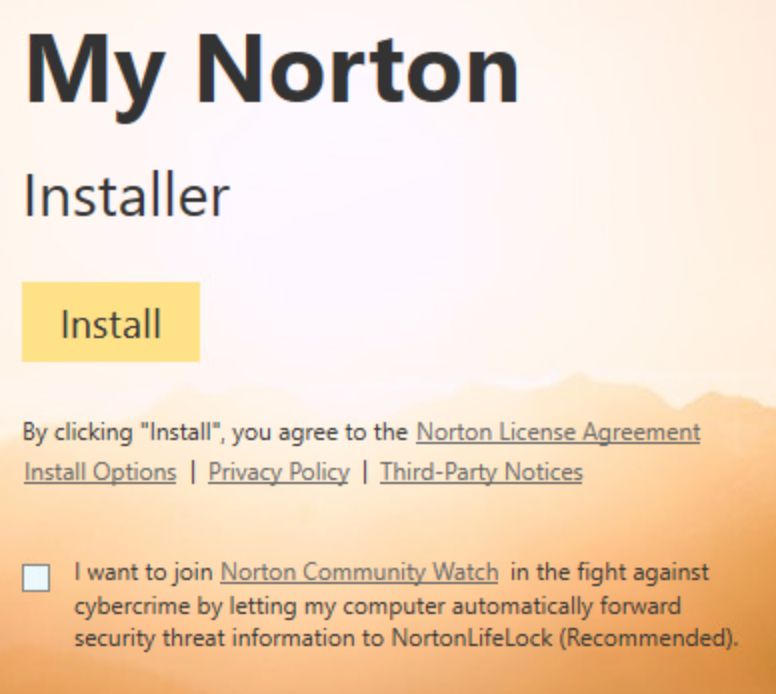 My Norton
Installer
Install
By clicking "Install", you agree to the Norton License Agreement
Install Options | Privacy Policy | Third-Party Notices
I want to join Norton Community Watch in the fight against
cybercrime by letting my computer automatically forward
security threat information to NortonLifeLock (Recommended).